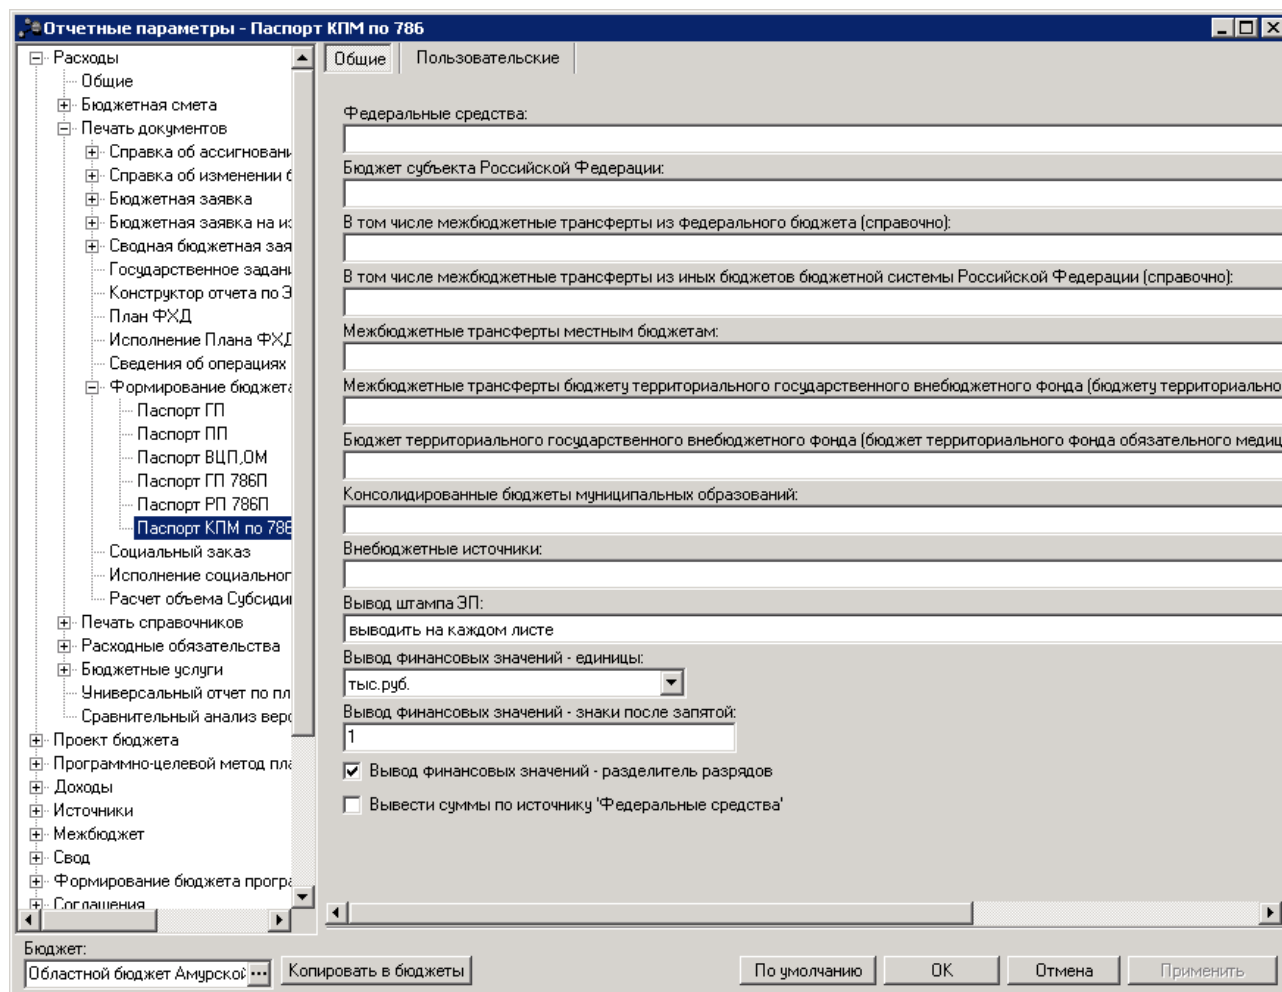 Отчетные параметры - Паспорт КПМ по 786
Расходы
Общие
Бюджетная смета
Печать документов
Справка об ассигновани
Справка об изменении б
Бюджетная заявка
Бюджетная заявка на из
Сводная бюджетная зая
Государственное задани
Конструктор отчета по Э
План ФХД
Исполнение Плана ФХД
Сведения об операциях
Формирование бюджета
Паспорт ГП
Паспорт ПП
Паспорт ВЦП,ОМ
Паспорт ГП 786П
Паспорт РП 786П
Паспорт КПМ по 786
Социальный заказ
Исполнение социальног
Расчет объема Субсиди
Печать справочников
Расходные обязательства
Бюджетные услуги
Универсальный отчет по пл
Сравнительный анализ верс
Проект бюджета
Программно-целевой метод пла
Доходы
Источники
Межбюджет
Свод
Формирование бюджета програ
Соглашения
Общие
Пользовательские
Федеральные средства:
Бюджет субъекта Российской Федерации:
В том числе межбюджетные трансферты из федерального бюджета (справочно):
В том числе межбюджетные трансферты из иных бюджетов бюджетной системы Российской Федерации (справочно):
Межбюджетные трансферты местным бюджетам:
Межбюджетные трансферты бюджету территориального государственного внебюджетного фонда (бюджету территориально
Бюджет территориального государственного внебюджетного фонда (бюджет территориального фонда обязательного медиц
Консолидированные бюджеты муниципальных образований:
Внебюджетные источники:
Вывод штампа ЭП:
выводить на каждом листе
Вывод финансовых значений - единицы:
тыс.руб.
Вывод финансовых значений - знаки после запятой:
1
Вывод финансовых значений - разделитель разрядов
Вывести суммы по источнику 'Федеральные средства'
Бюджет:
Областной бюджет Амурской ...
Копировать в бюджеты
По умолчанию
ОК
Отмена
Применить